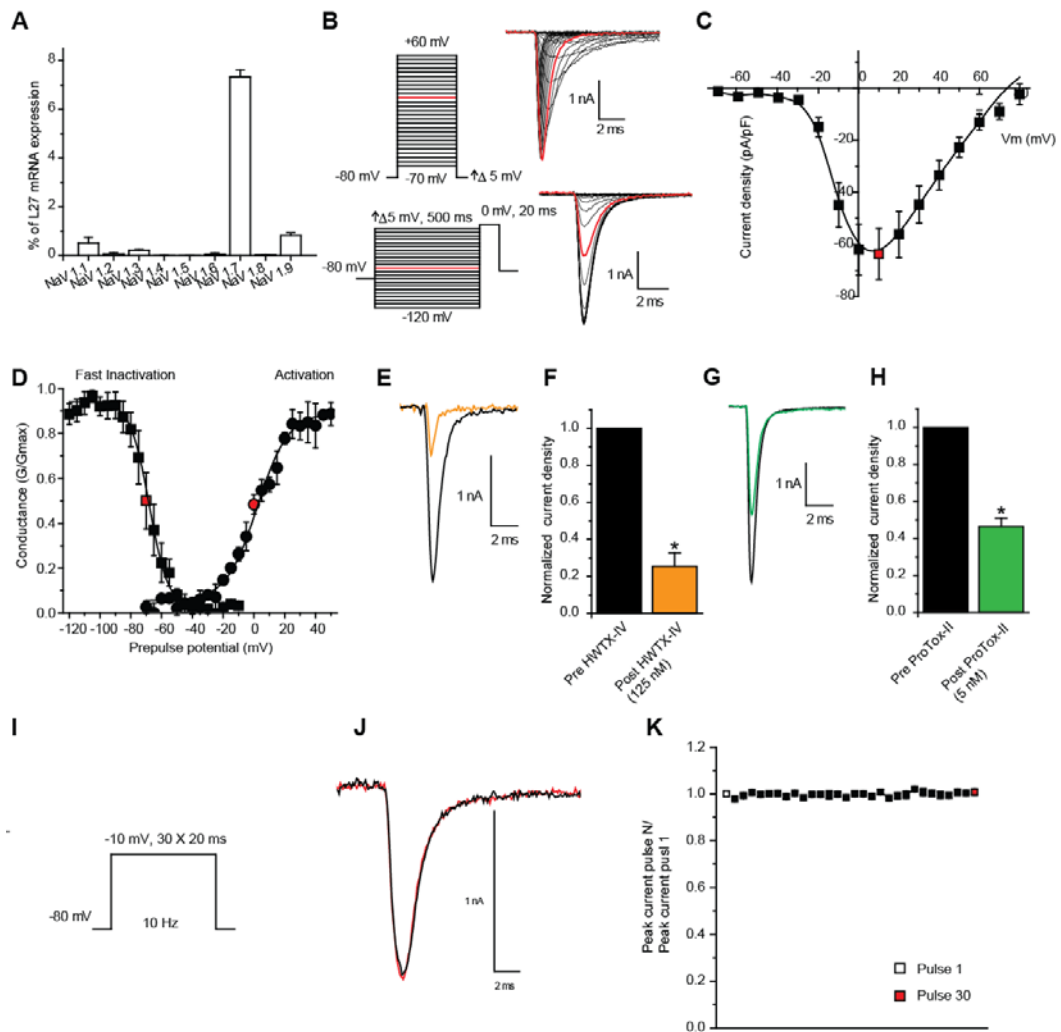 A
% of L27 mRNA expression
8
6
4
2
0
NaV 1.1
NaV 1.2
NaV 1.3
NaV 1.4
NaV 1.5
NaV 1.6
NaV 1.7
NaV 1.8
NaV 1.9
B
+60 mV
-80 mV
-70 mV
Δ 5 mV
1 nA
2 ms
Δ5 mV, 500 ms
0 mV, 20 ms
-80 mV
-120 mV
1 nA
2 ms
C
-60 -40 -20 0 20 40 60
Vm (mV)
Current density (pA/pF)
-20
-40
-60
-80
D
Fast Inactivation
Activation
Conductance (G/Gmax)
1.0
0.8
0.6
0.4
0.2
0.0
-120 -100 -80 -60 -40 -20 0 20 40
Prepulse potential (mV)
E
1 nA
2 ms
F
Normalized current density
1.0
0.8
0.6
0.4
0.2
0.0
*
Pre HWTX-IV
Post HWTX-IV
(125 nM)
G
1 nA
2 ms
H
Normalized current density
1.0
0.8
0.6
0.4
0.2
0.0
*
Pre ProTox-II
Post ProTox-II
(5 nM)
I
-10 mV, 30 X 20 ms
-80 mV
10 Hz
J
1 nA
2 ms
K
Peak current pulse N/
Peak current pusl 1
1.2
1.0
0.8
0.6
0.4
0.2
0.0
Pulse 1
Pulse 30